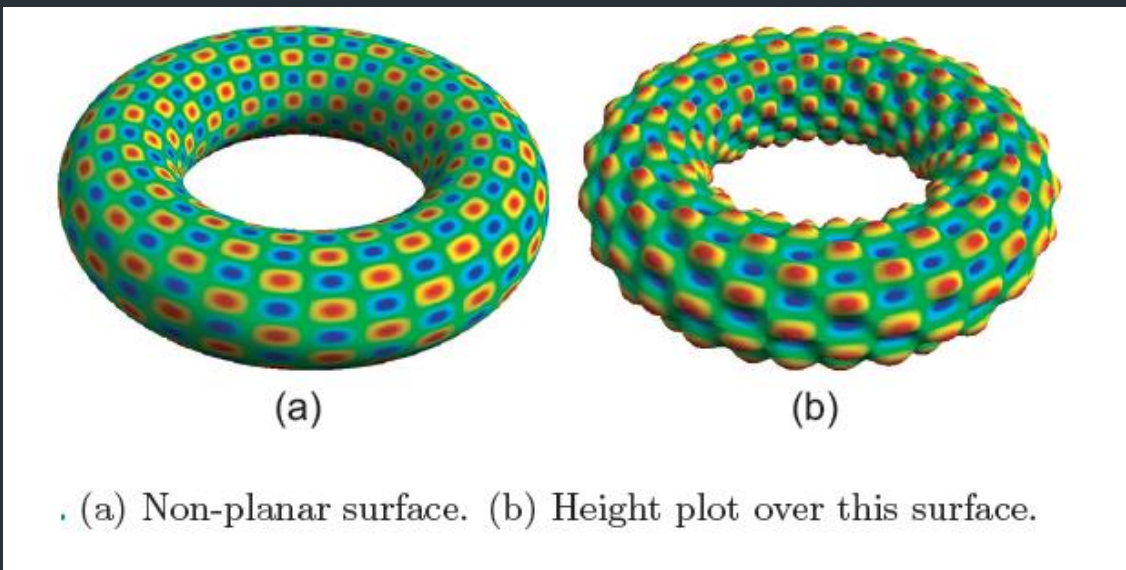 (a)
(b)
. (a) Non-planar surface. (b) Height plot over this surface.